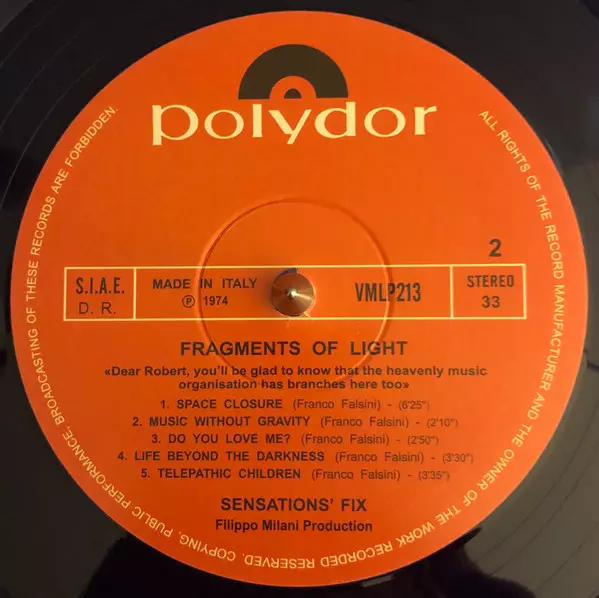 polydor
ALL RIGHTS OF THE RECORD MANUFACTURER AND THE OWNER OF THE WORK RECORDED RESERVED. COPYING, PUBLIC PERFORMANCE, BROADCASTING OF THESE RECORDS ARE FORBIDDEN.
2
S.I.A.E.
D. R.
MADE IN ITALY
Ⓟ 1974
VMLP213
STEREO
33
FRAGMENTS OF LIGHT
«Dear Robert, you'll be glad to know that the heavenly music
organisation has branches here too»
1. SPACE CLOSURE (Franco Falsini) - (6'25")
2. MUSIC WITHOUT GRAVITY (Franco Falsini) - (2'10")
3. DO YOU LOVE ME? (Franco Falsini) - (2'50")
4. LIFE BEYOND THE DARKNESS (Franco Falsini) - (3'30")
5. TELEPATHIC CHILDREN (Franco Falsini) - (3'35")
SENSATIONS' FIX
Filippo Milani Production